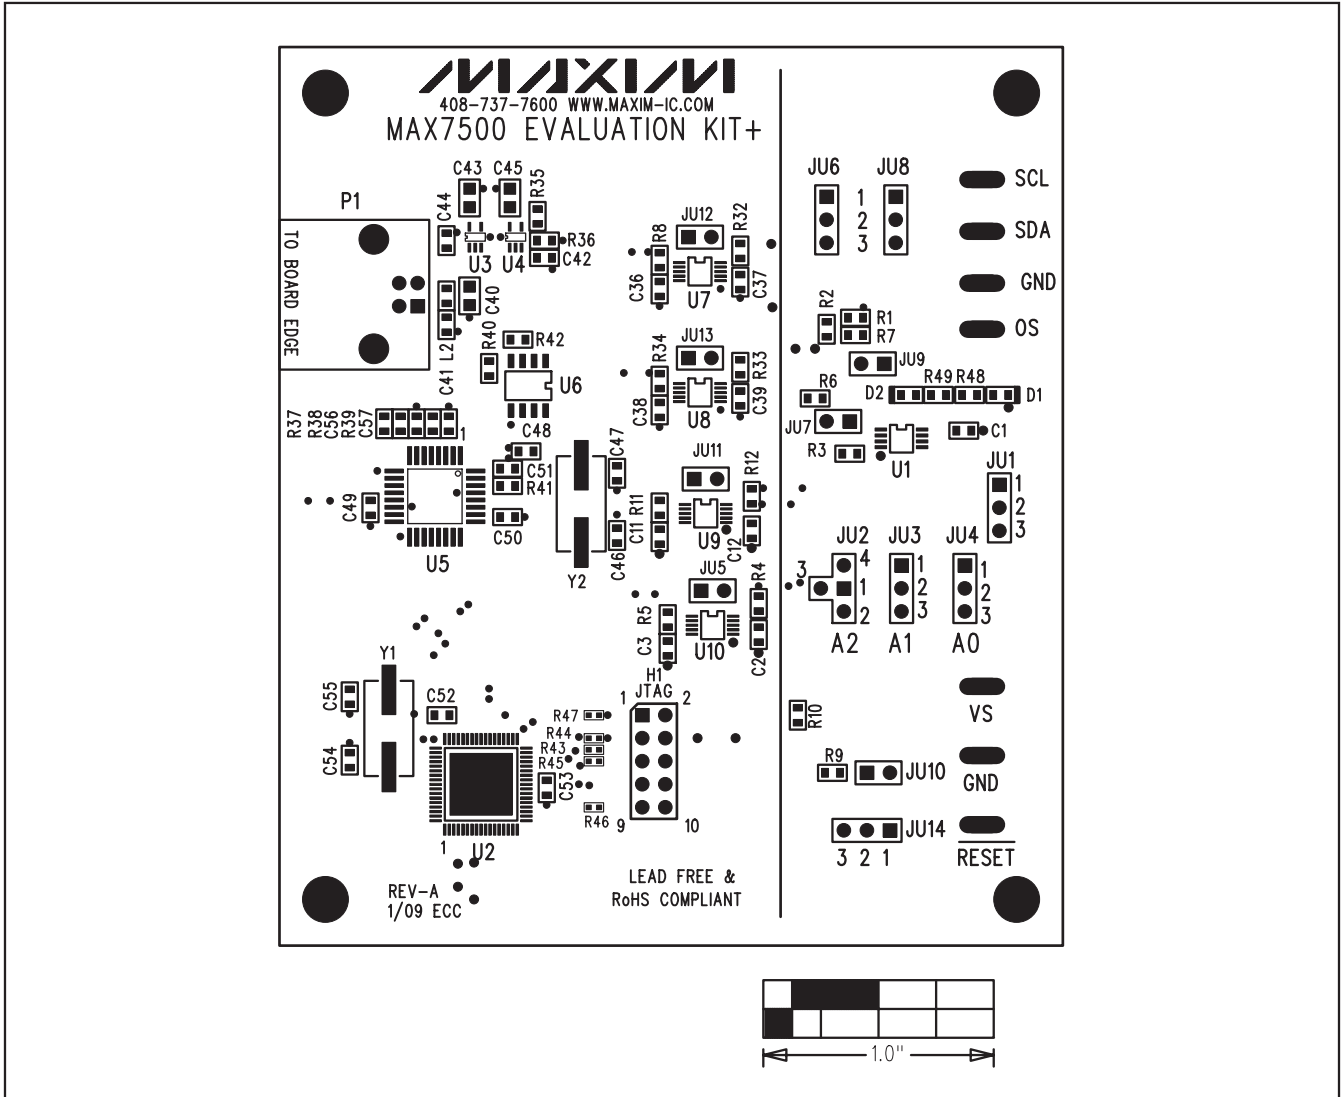 MAXIM
408-737-7600 WWW.MAXIM-IC.COM
MAX7500 EVALUATION KIT+
P1
TO BOARD EDGE
C43
C45
R35
C44
U3
U4
R36
C42
C40
L2
C41
R40
R42
U6
R37
R38
C56
R39
C57
1
C48
C51
R41
C50
C49
U5
C47
C46
Y2
JU12
R8
R32
C36
C37
U7
JU13
R34
R33
C38
C39
U8
JU11
R11
R12
C11
C12
U9
JU5
R5
R4
C3
C2
U10
JU6
JU8
1
2
3
SCL
SDA
GND
OS
R2
R1
R7
JU9
R6
D2
R49
R48
D1
JU7
R3
U1
C1
JU1
1
2
3
JU2
3
4
1
2
A2
JU3
1
2
3
A1
JU4
1
2
3
A0
Y1
C55
C54
C52
1
U2
C53
R47
R44
R43
R45
R46
H1
JTAG
1
2
9
10
R10
R9
JU10
JU14
3 2 1
VS
GND
RESET
REV-A
1/09 ECC
LEAD FREE &
RoHS COMPLIANT
1.0"